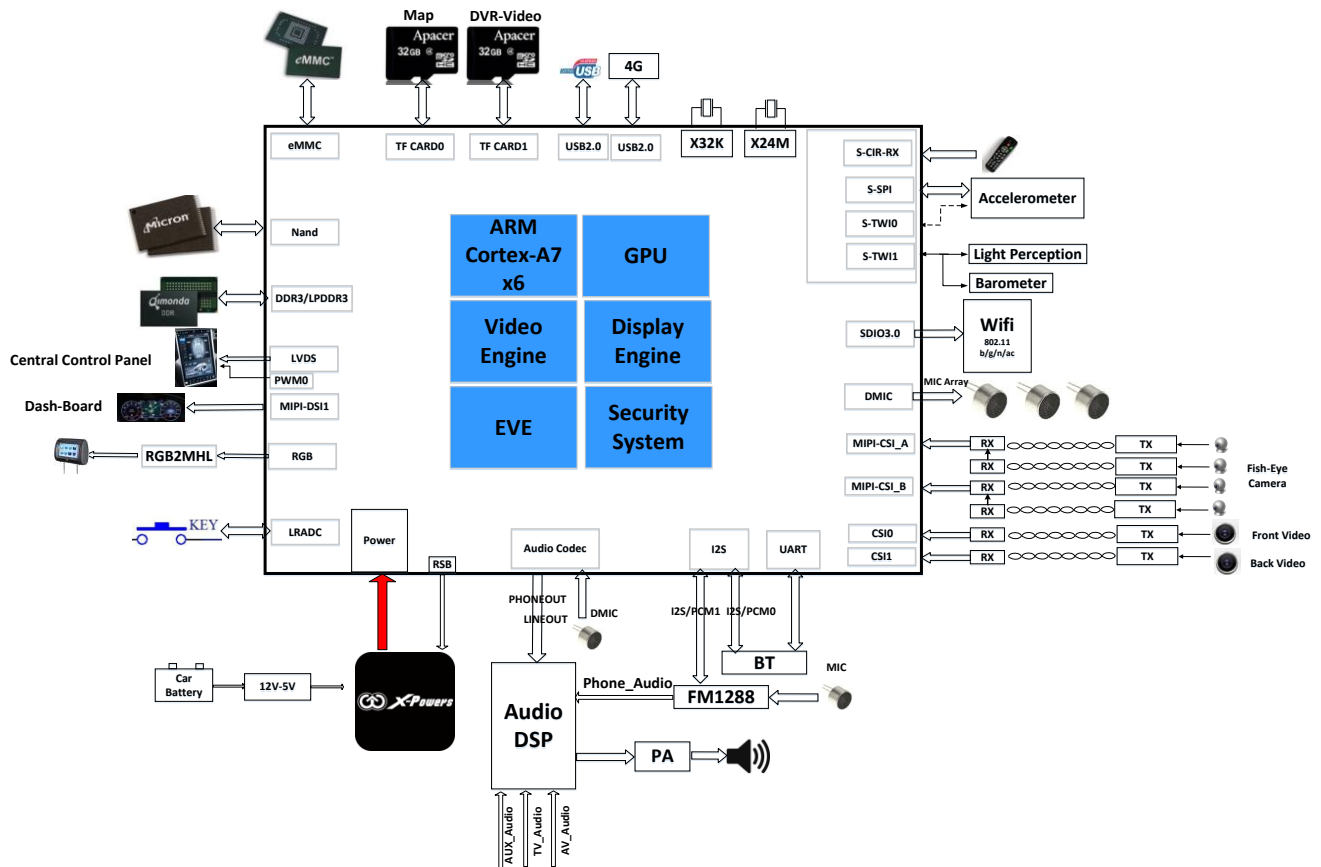 Map
DVR-Video
Apacer
32GB
Apacer
32GB
eMMC
USB
4G
eMMC
TF CARD0
TF CARD1
USB2.0
USB2.0
X32K
X24M
S-CIR-RX
S-SPI
S-TWI0
S-TWI1
Accelerometer
Light Perception
Barometer
Micron
Nand
Qimonda
DDR
DDR3/LPDDR3
ARM
Cortex-A7
x6
GPU
Video
Engine
Display
Engine
EVE
Security
System
SDIO3.0
Wifi
802.11
b/g/n/ac
Central Control Panel
LVDS
PWM0
Dash-Board
MIPI-DSI1
DMIC
MIC Array
RGB2MHL
RGB
MIPI-CSI_A
RX
TX
RX
TX
MIPI-CSI_B
RX
TX
RX
TX
Fish-Eye
Camera
CSI0
RX
TX
Front Video
CSI1
RX
TX
Back Video
KEY
LRADC
Power
RSB
Audio Codec
I2S
UART
PHONEOUT
LINEOUT
DMIC
I2S/PCM1
I2S/PCM0
BT
MIC
Car
Battery
12V-5V
X-Powers
Phone_Audio
FM1288
Audio
DSP
PA
AUX_Audio
TV_Audio
AV_Audio